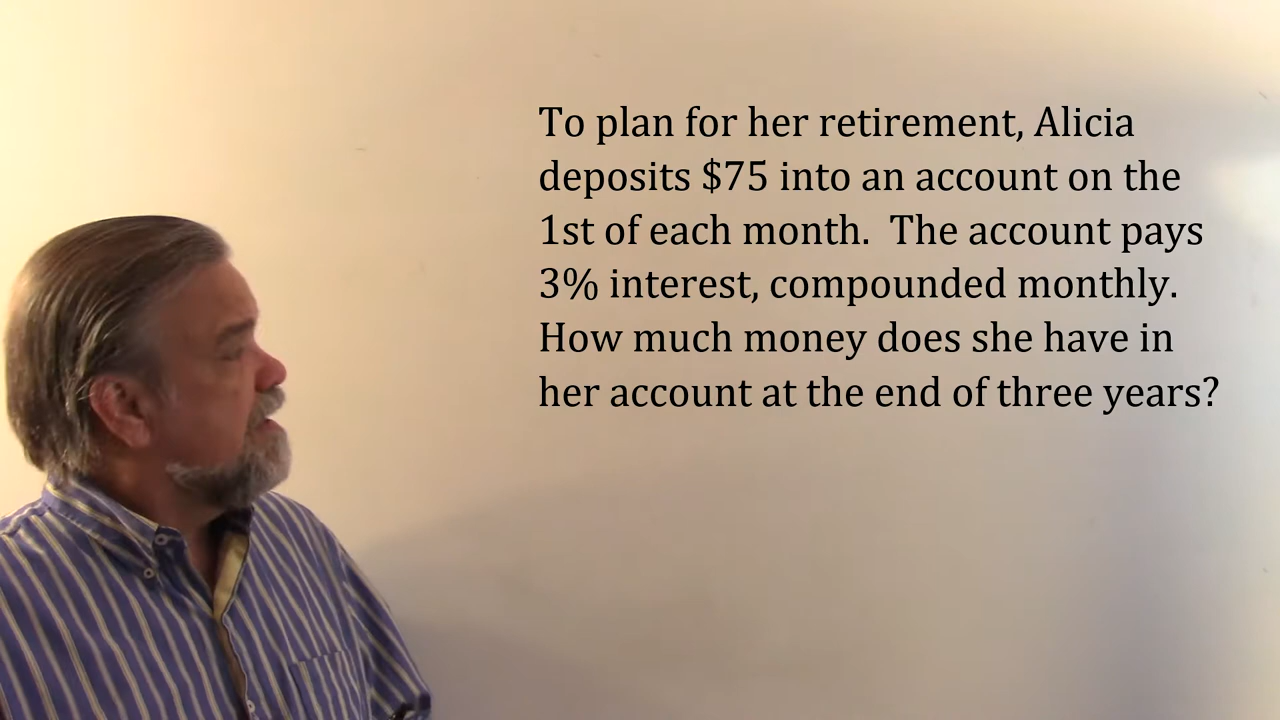 To plan for her retirement, Alicia
deposits $75 into an account on the
1st of each month.  The account pays
3% interest, compounded monthly.
How much money does she have in
her account at the end of three years?